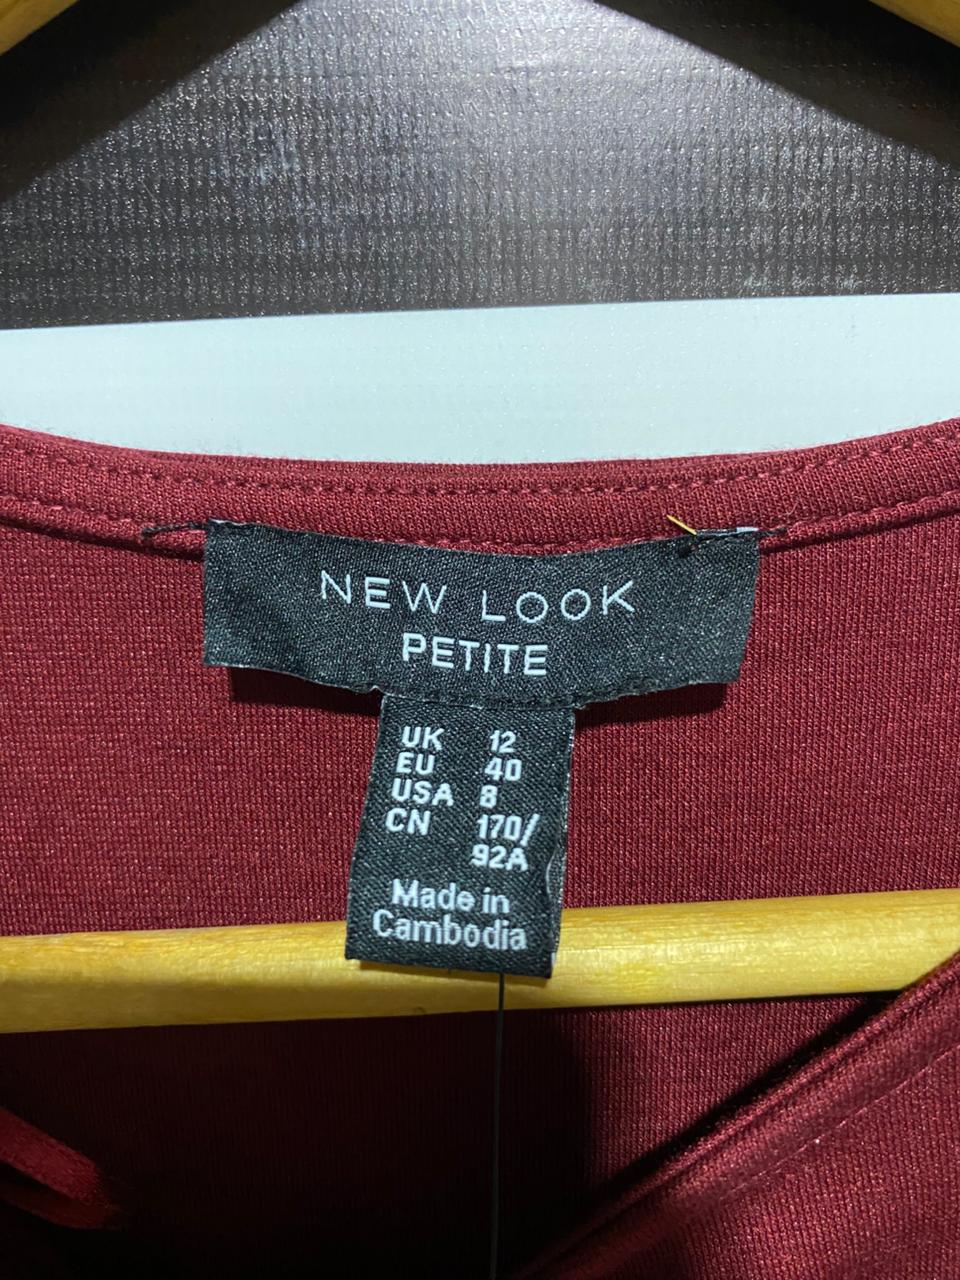 NEW LOOK
PETITE
UK 12
EU 40
USA 8
CN 170/
92A
Made in
Cambodia